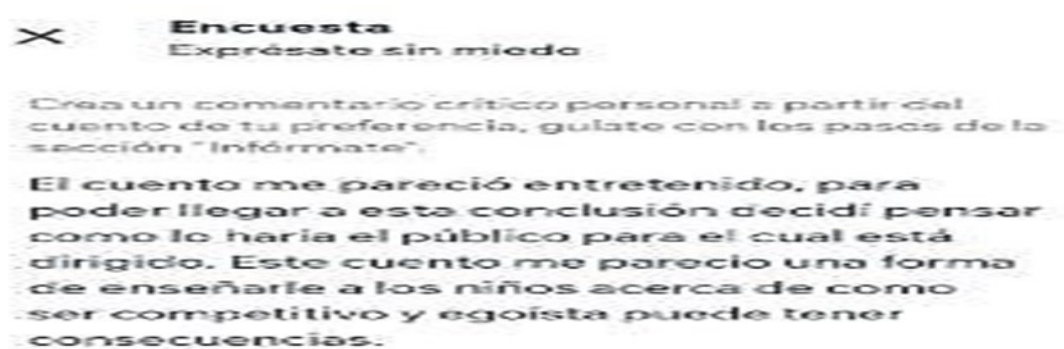 Encuesta
Exprésate sin miedo
Crea un comentario crítico personal a partir del
cuento de tu preferencia, guíate con los pasos de la
sección "Infórmate".
El cuento me pareció entretenido, para
poder llegar a esta conclusión decidí pensar
como lo haria el público para el cual está
dirigido. Este cuento me parecio una forma
de enseñarle a los niños acerca de como
ser competitivo y egoísta puede tener
consecuencias.